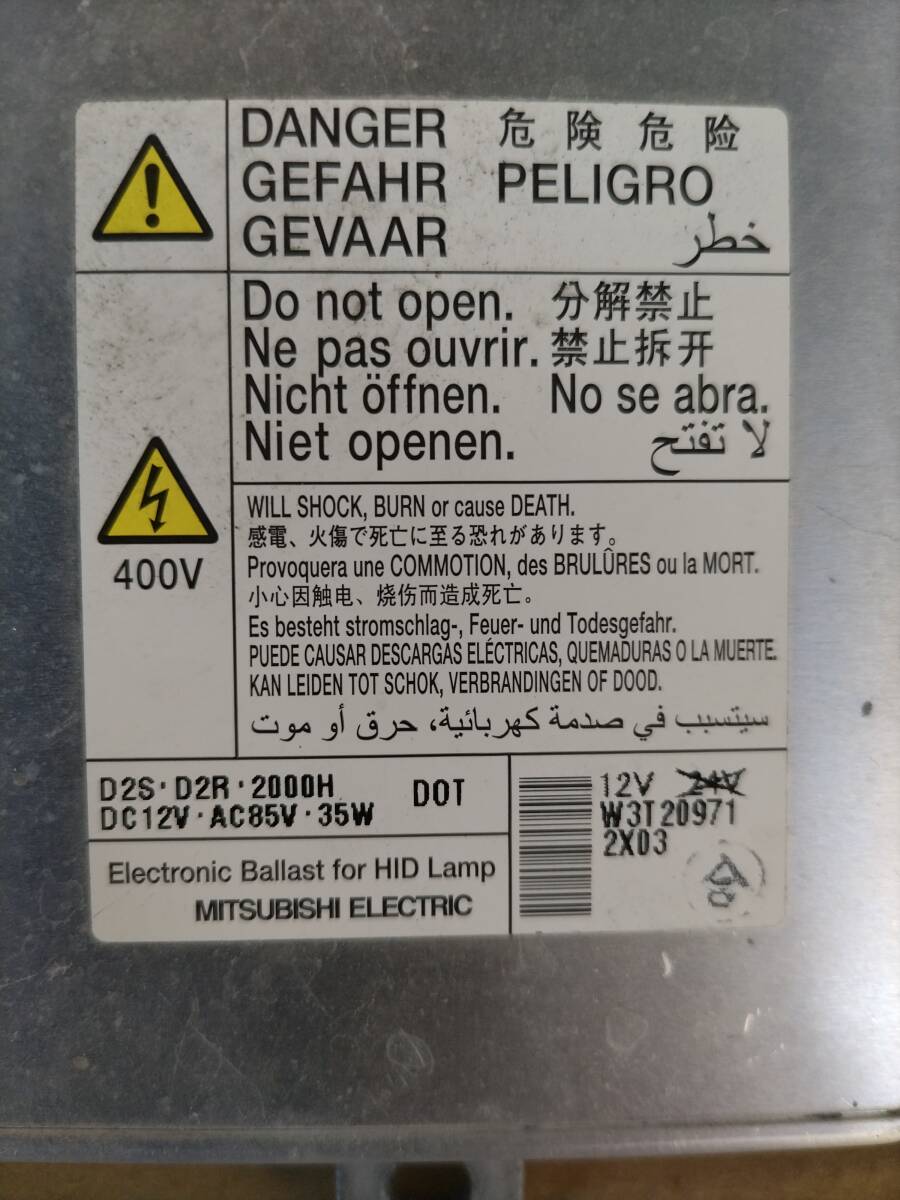 DANGER 危 険 危 险
GEFAHR PELIGRO
GEVAAR خطر
Do not open. 分解禁止
Ne pas ouvrir. 禁止拆开
Nicht öffnen. No se abra.
Niet openen. لا تفتح
400V
WILL SHOCK, BURN or cause DEATH.
感電、火傷で死亡に至る恐れがあります。
Provoquera une COMMOTION, des BRULÛRES ou la MORT.
小心因触电、烧伤而造成死亡。
Es besteht stromschlag-, Feuer- und Todesgefahr.
PUEDE CAUSAR DESCARGAS ELÉCTRICAS, QUEMADURAS O LA MUERTE.
KAN LEIDEN TOT SCHOK, VERBRANDINGEN OF DOOD.
سيتسبب في صدمة كهربائية، حرق أو موت
D2S·D2R·2000H DOT
DC12V·AC85V·35W
Electronic Ballast for HID Lamp
MITSUBISHI ELECTRIC
12V 24V
W3T20971
2X03